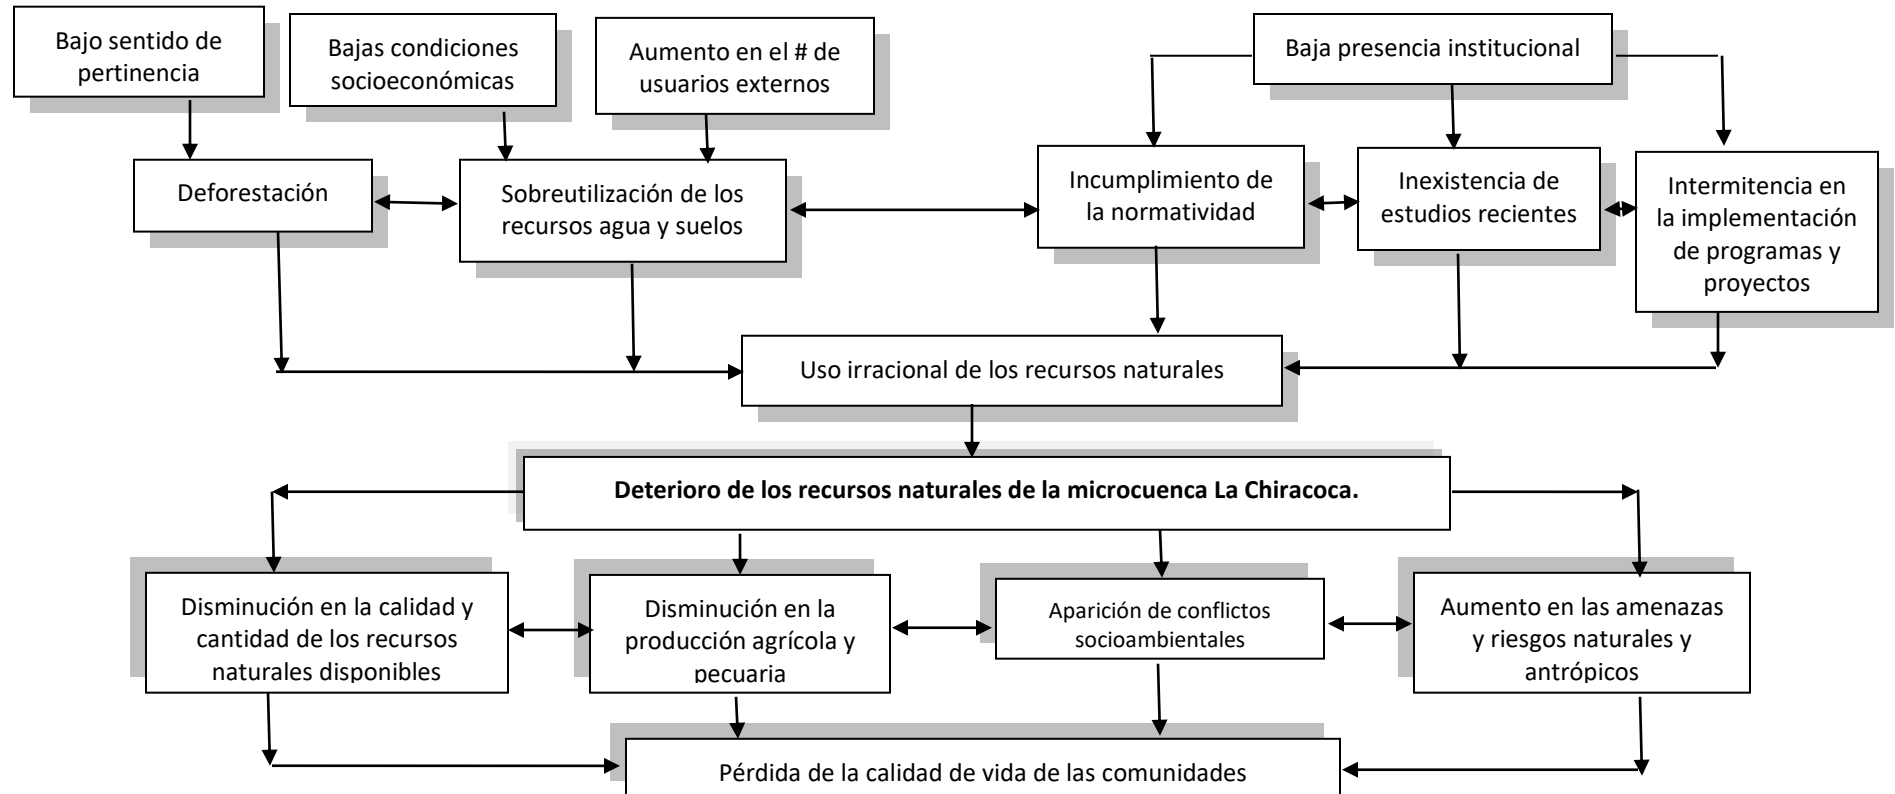 Bajo sentido de
pertinencia
Bajas condiciones
socioeconómicas
Aumento en el # de
usuarios externos
Baja presencia institucional
Deforestación
Sobreutilización de los
recursos agua y suelos
Incumplimiento de
la normatividad
Inexistencia de
estudios recientes
Intermitencia en
la implementación
de programas y
proyectos
Uso irracional de los recursos naturales
Deterioro de los recursos naturales de la microcuenca La Chiracoca.
Disminución en la calidad y
cantidad de los recursos
naturales disponibles
Disminución en la
producción agrícola y
pecuaria
Aparición de conflictos
socioambientales
Aumento en las amenazas
y riesgos naturales y
antrópicos
Pérdida de la calidad de vida de las comunidades